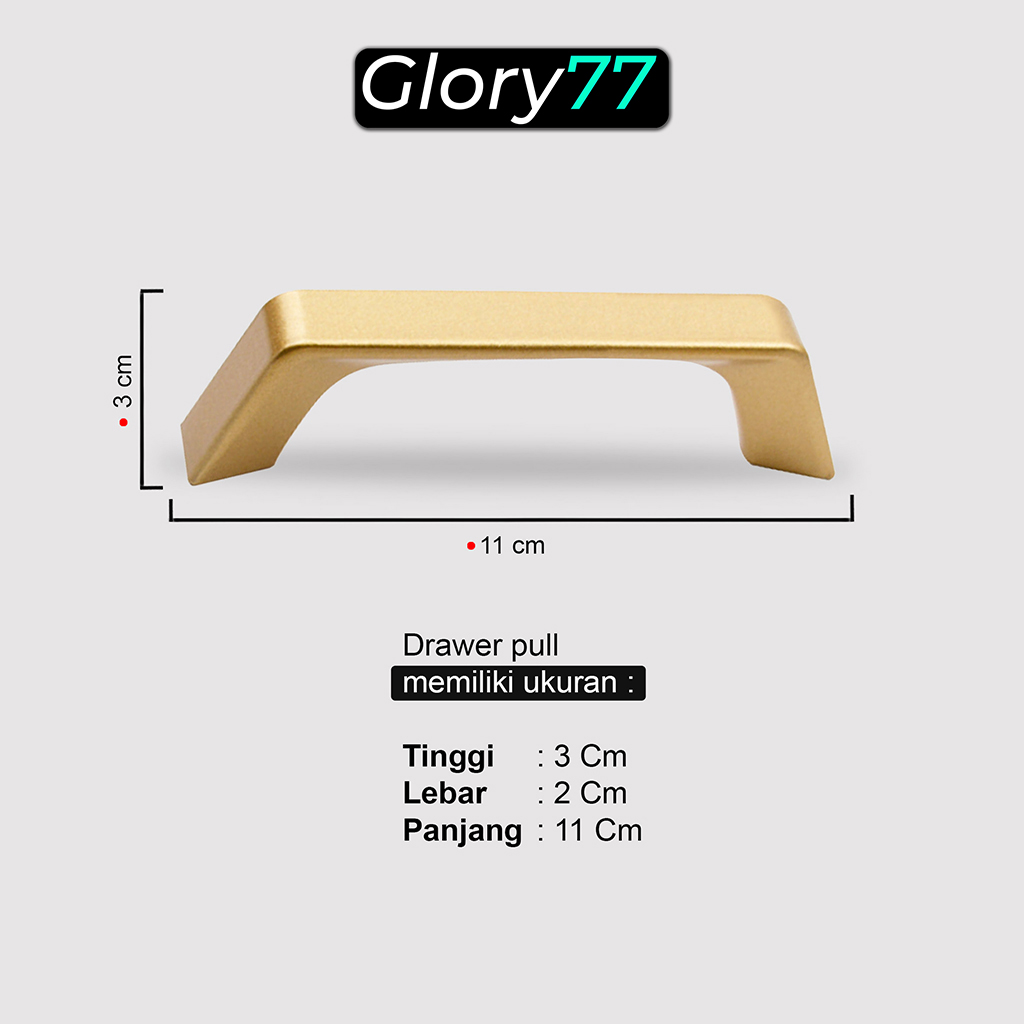 Glory77
3 cm
11 cm
Drawer pull
memiliki ukuran :
Tinggi : 3 Cm
Lebar : 2 Cm
Panjang : 11 Cm